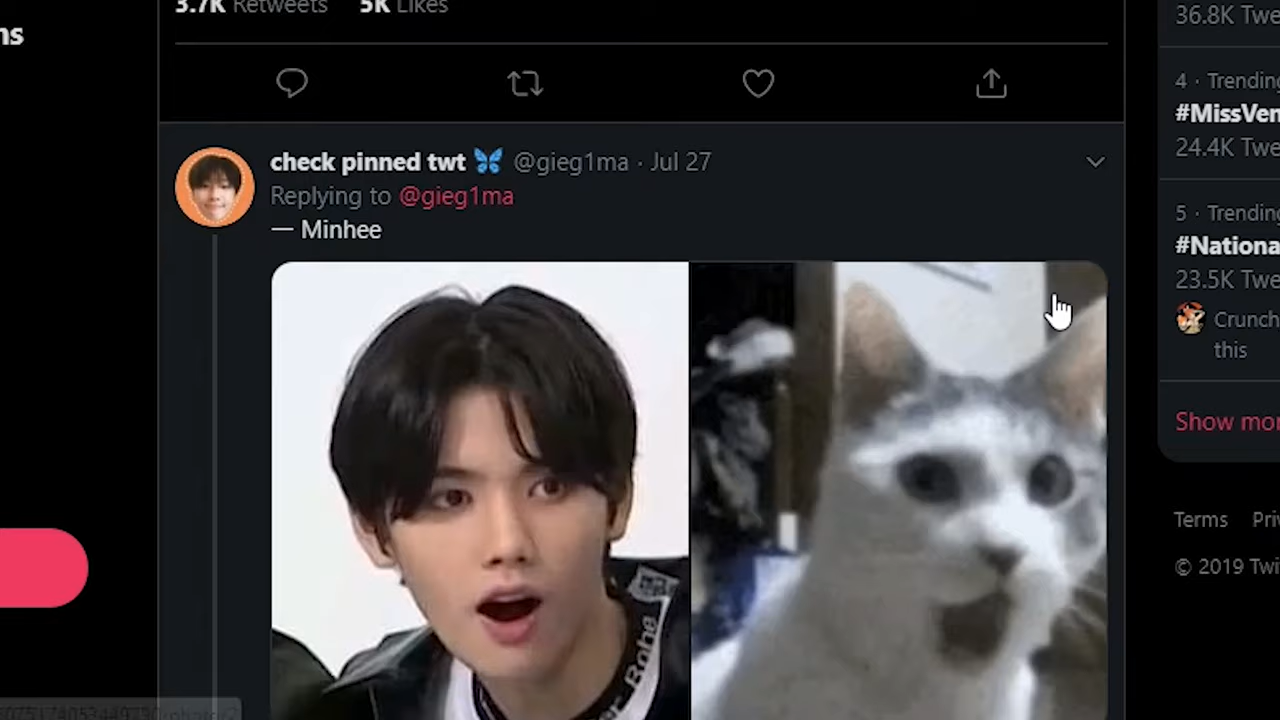 3.7K Retweets 5K Likes
36.8K Twe
ns
4 · Trending
#MissVen
24.4K Twe
check pinned twt 🦋 @gieg1ma · Jul 27
Replying to @gieg1ma
— Minhee
5 · Trending
#Nationa
23.5K Twe
Crunch
this
Show mor
Terms Priv
© 2019 Twi
Bohe